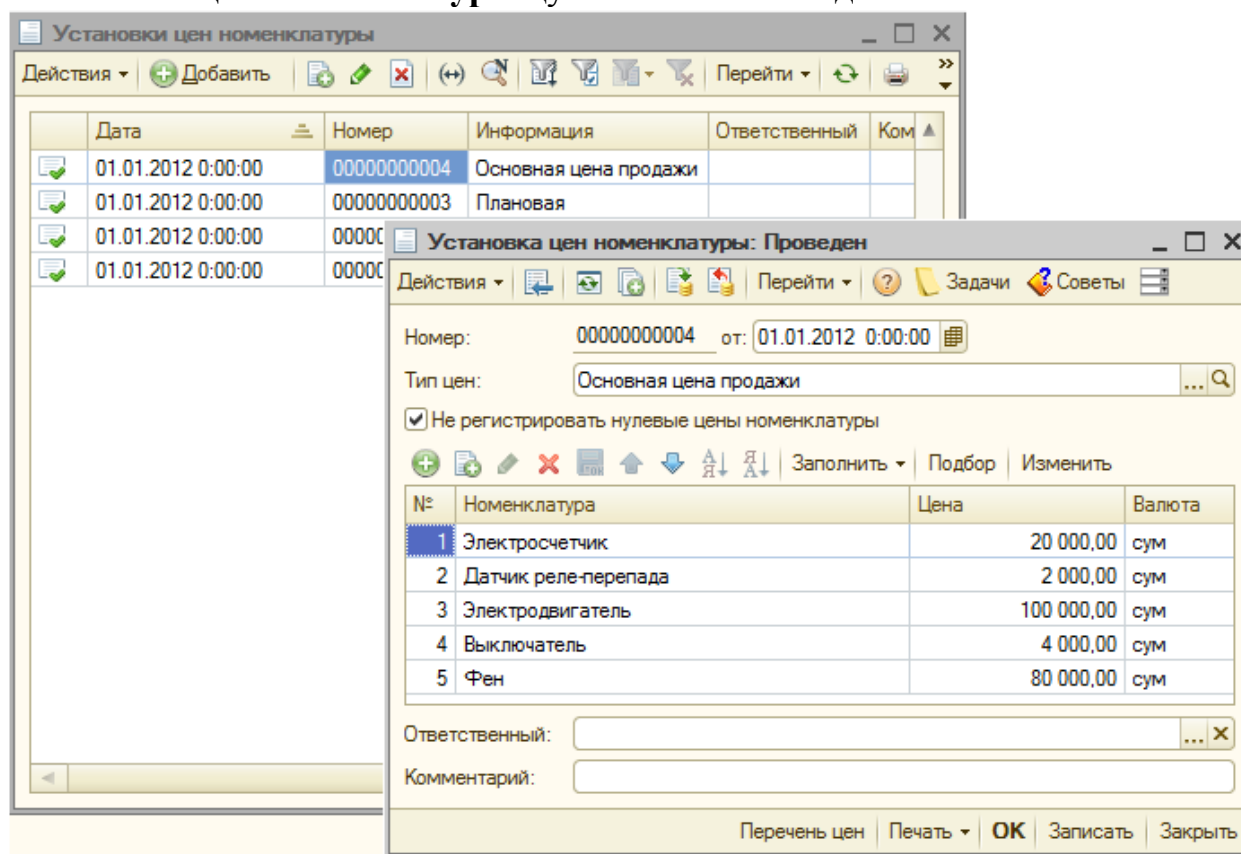 Установки цен номенклатуры
Действия Добавить Перейти »
Дата Номер Информация Ответственный Ком
01.01.2012 0:00:00 00000000004 Основная цена продажи
01.01.2012 0:00:00 00000000003 Плановая
01.01.2012 0:00:00 0000
01.01.2012 0:00:00 0000
Установка цен номенклатуры: Проведен
Действия Перейти Задачи Советы
Номер: 00000000004 от: 01.01.2012 0:00:00
Тип цен: Основная цена продажи ...
Не регистрировать нулевые цены номенклатуры
Заполнить Подбор Изменить
№ Номенклатура Цена Валюта
1 Электросчетчик 20 000,00 сум
2 Датчик реле-перепада 2 000,00 сум
3 Электродвигатель 100 000,00 сум
4 Выключатель 4 000,00 сум
5 Фен 80 000,00 сум
Ответственный: ...
Комментарий:
Перечень цен Печать OK Записать Закрыть